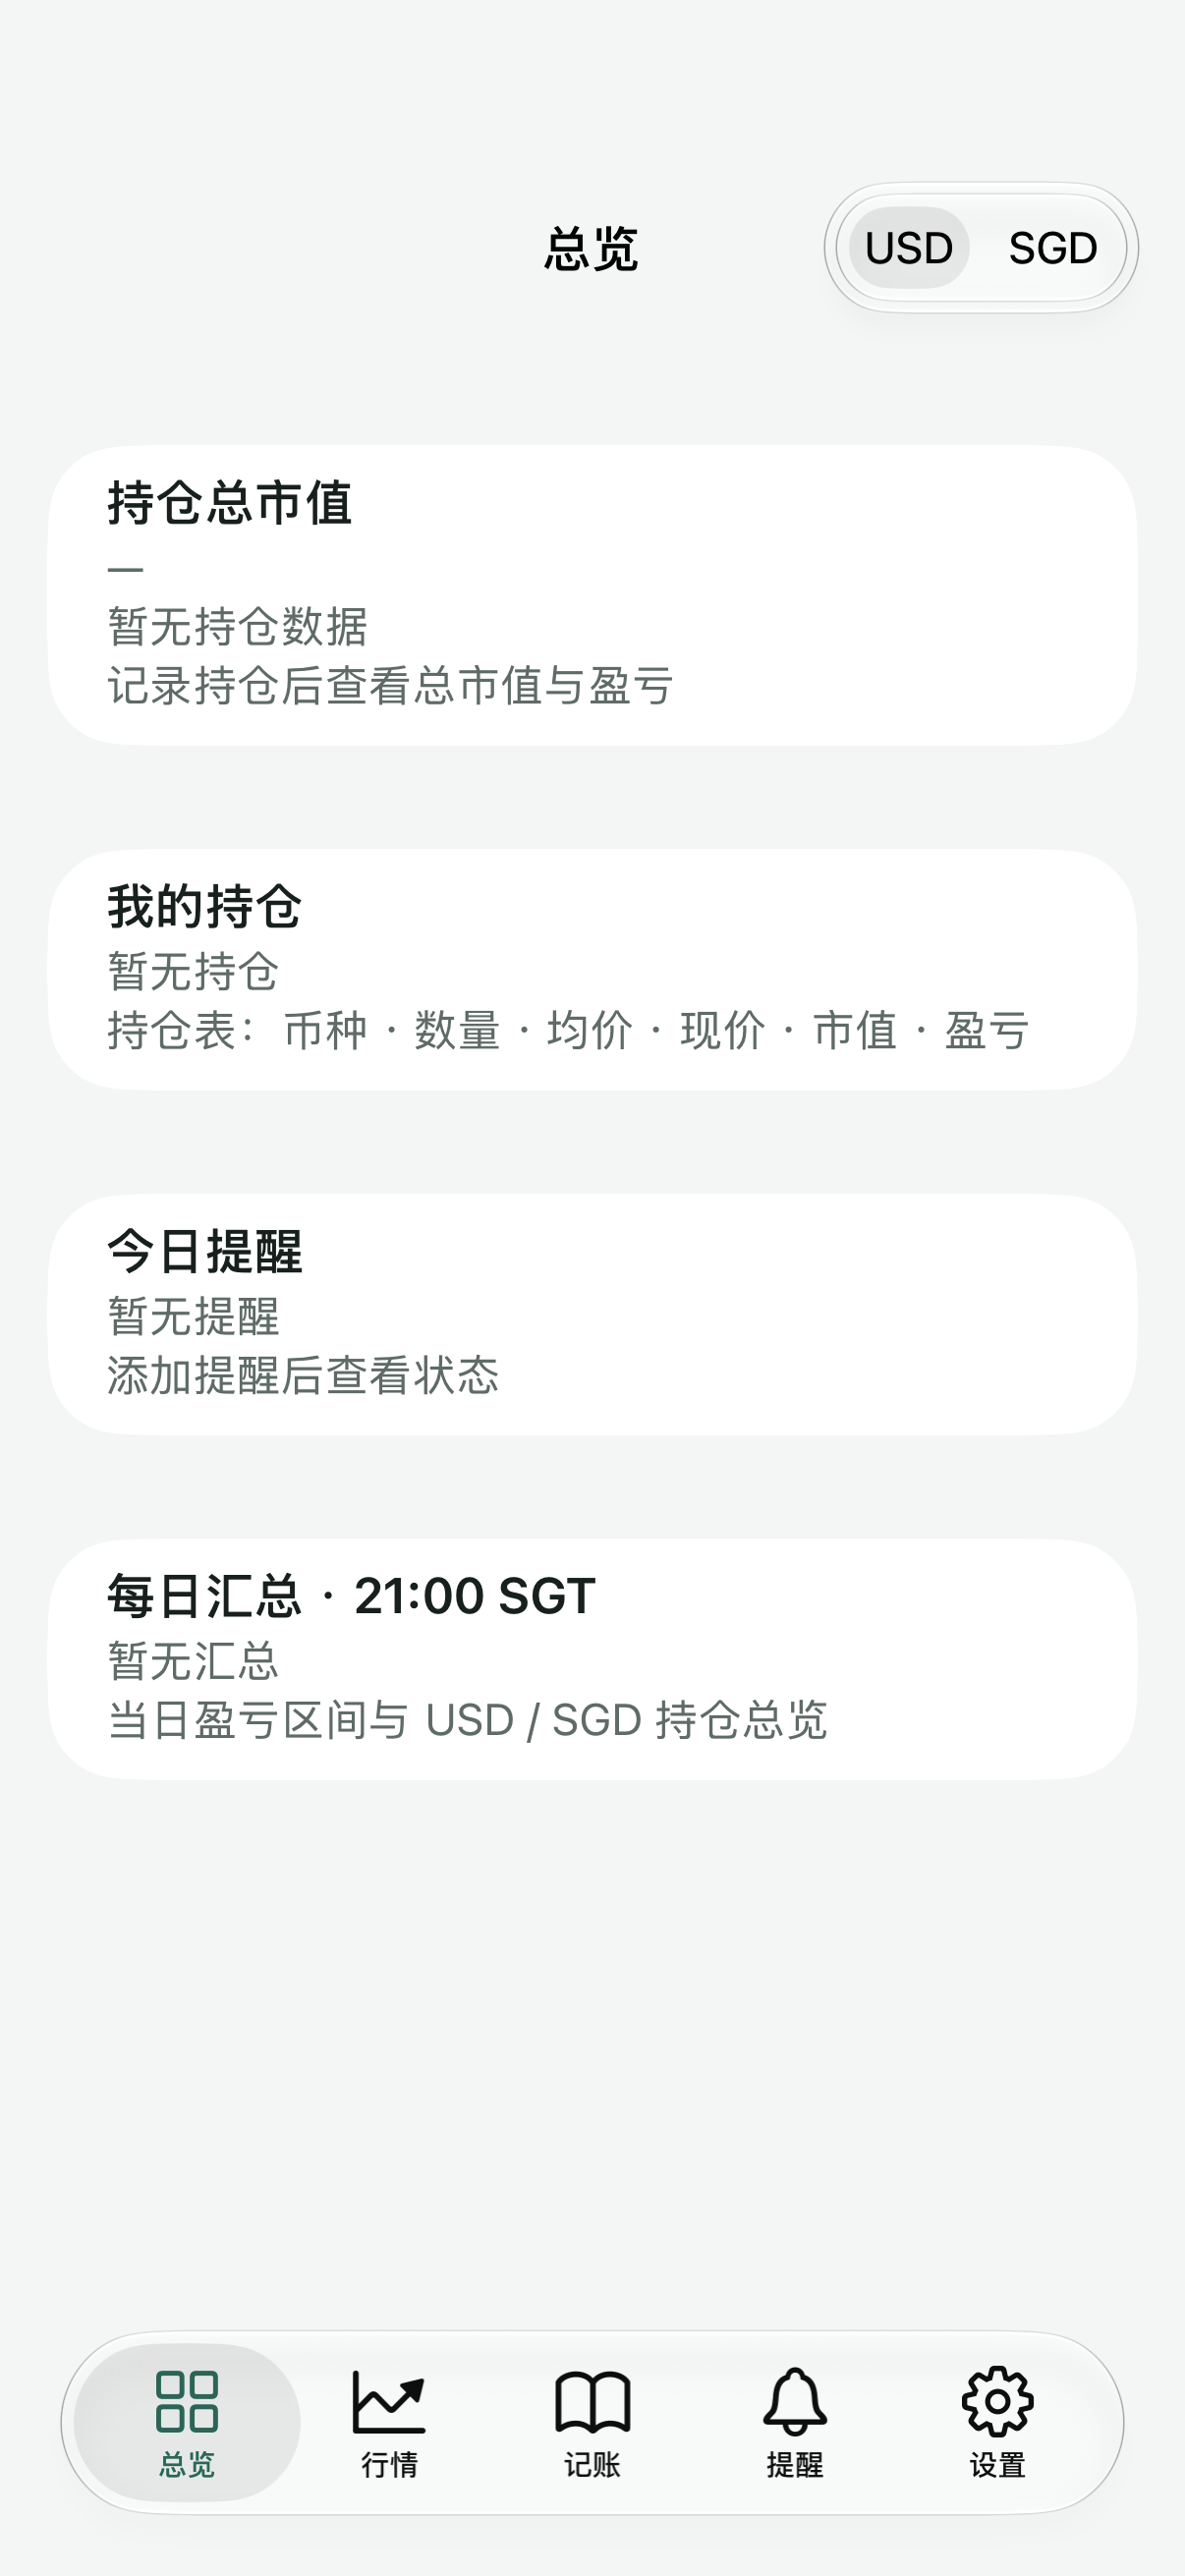 总览
USD SGD
持仓总市值
—
暂无持仓数据
记录持仓后查看总市值与盈亏
我的持仓
暂无持仓
持仓表：币种 · 数量 · 均价 · 现价 · 市值 · 盈亏
今日提醒
暂无提醒
添加提醒后查看状态
每日汇总 · 21:00 SGT
暂无汇总
当日盈亏区间与 USD / SGD 持仓总览
总览 行情 记账 提醒 设置